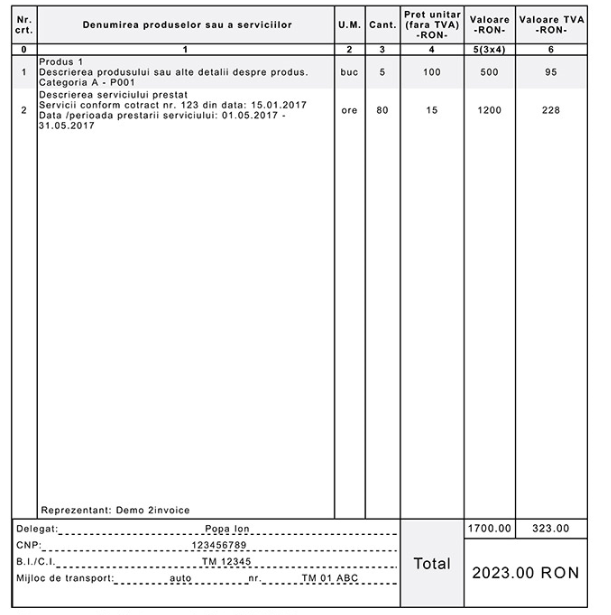 Nr. crt. Denumirea produselor sau a serviciilor U.M. Cant. Pret unitar (fara TVA) -RON- Valoare -RON- Valoare TVA -RON-
0 1 2 3 4 5(3x4) 6
Produs 1
1 Descrierea produsului sau alte detalii despre produs. buc 5 100 500 95
Categoria A - P001
Descrierea serviciului prestat
Servicii conform cotract nr. 123 din data: 15.01.2017
2 Data /perioada prestarii serviciului: 01.05.2017 - ore 80 15 1200 228
31.05.2017
Reprezentant: Demo 2invoice
Delegat: Popa Ion 1700.00 323.00
CNP: 123456789
B.I./C.I. TM 12345
Total 2023.00 RON
Mijloc de transport: auto nr. TM 01 ABC